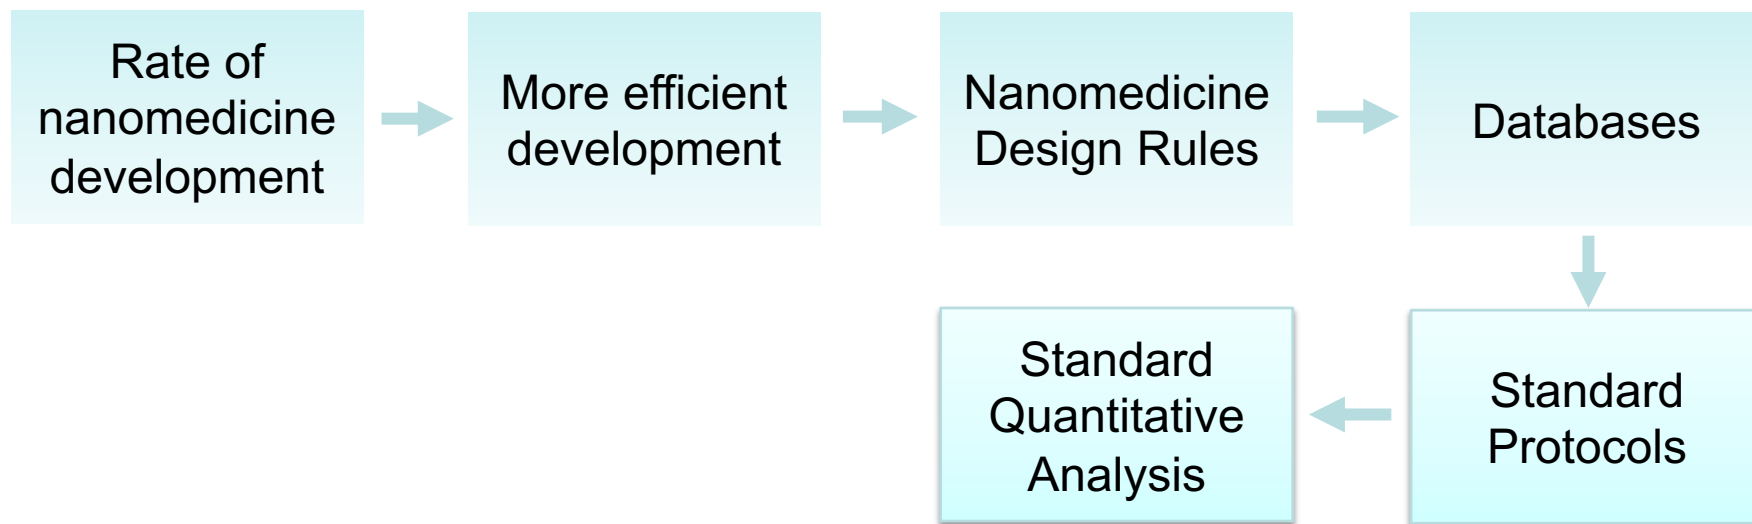 Rate of
nanomedicine
development
More efficient
development
Nanomedicine
Design Rules
Databases
Standard
Protocols
Standard
Quantitative
Analysis